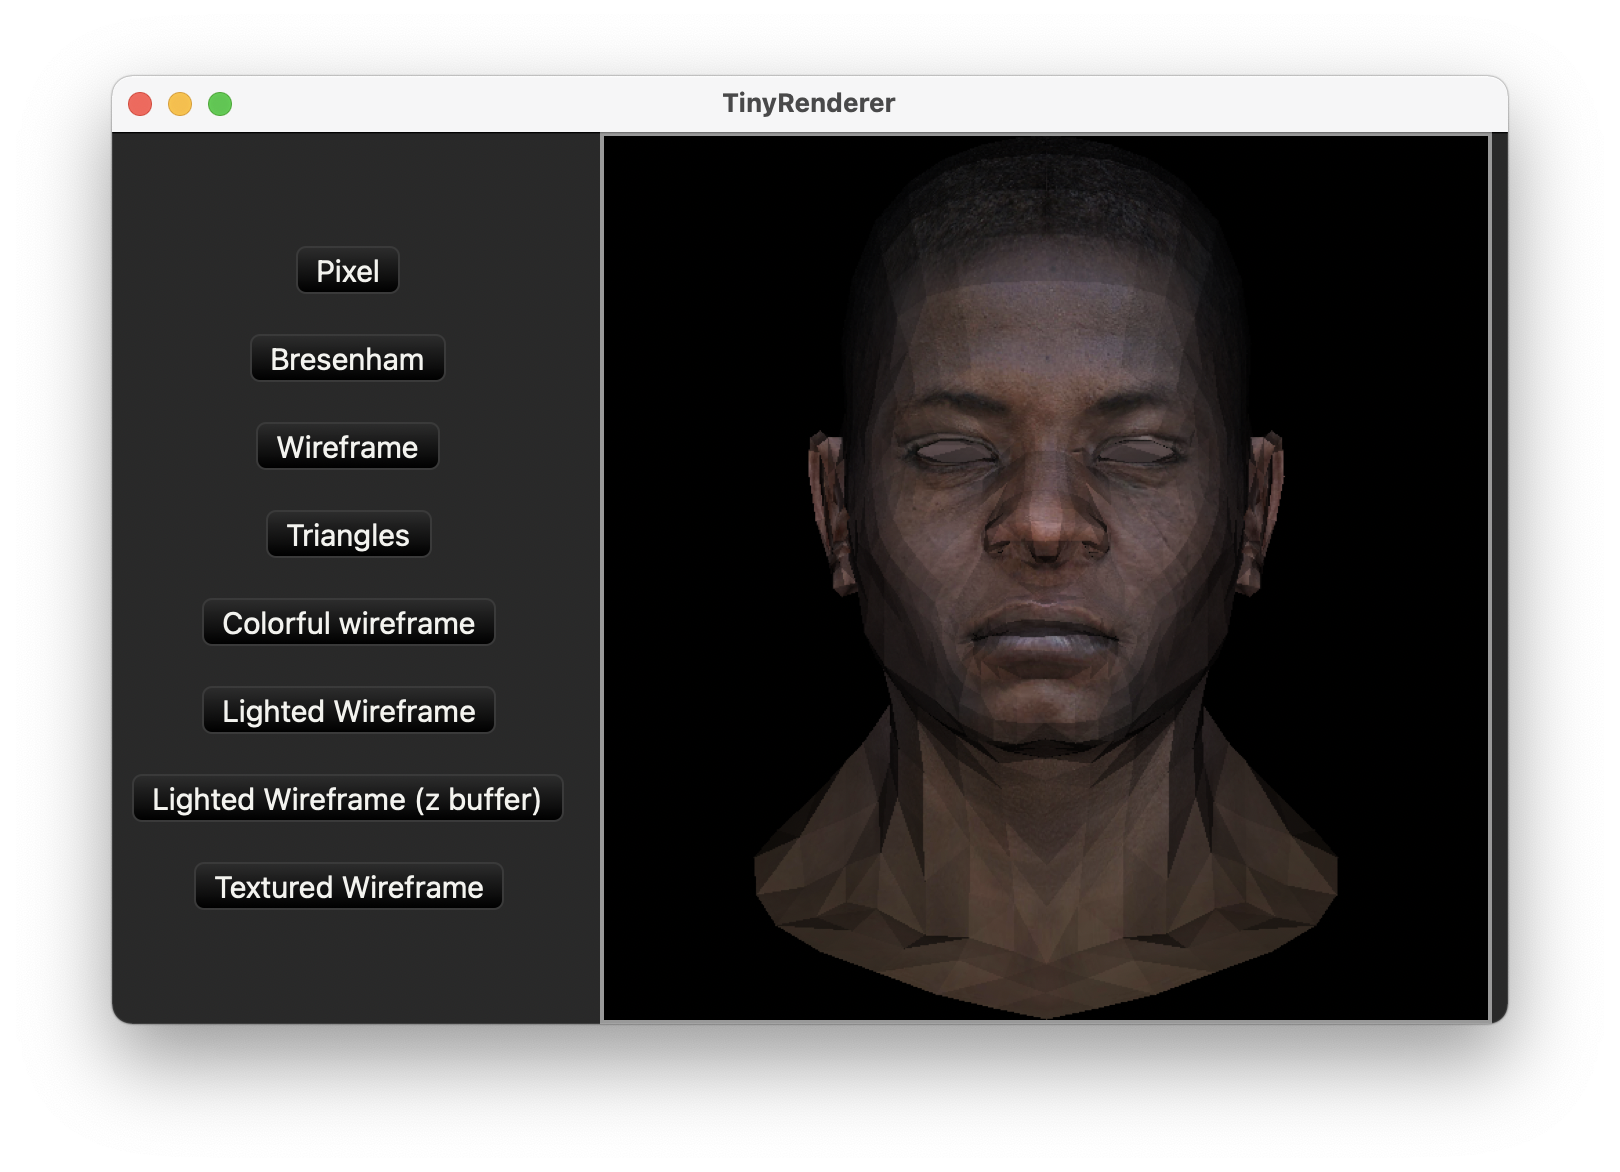 TinyRenderer
Pixel
Bresenham
Wireframe
Triangles
Colorful wireframe
Lighted Wireframe
Lighted Wireframe (z buffer)
Textured Wireframe